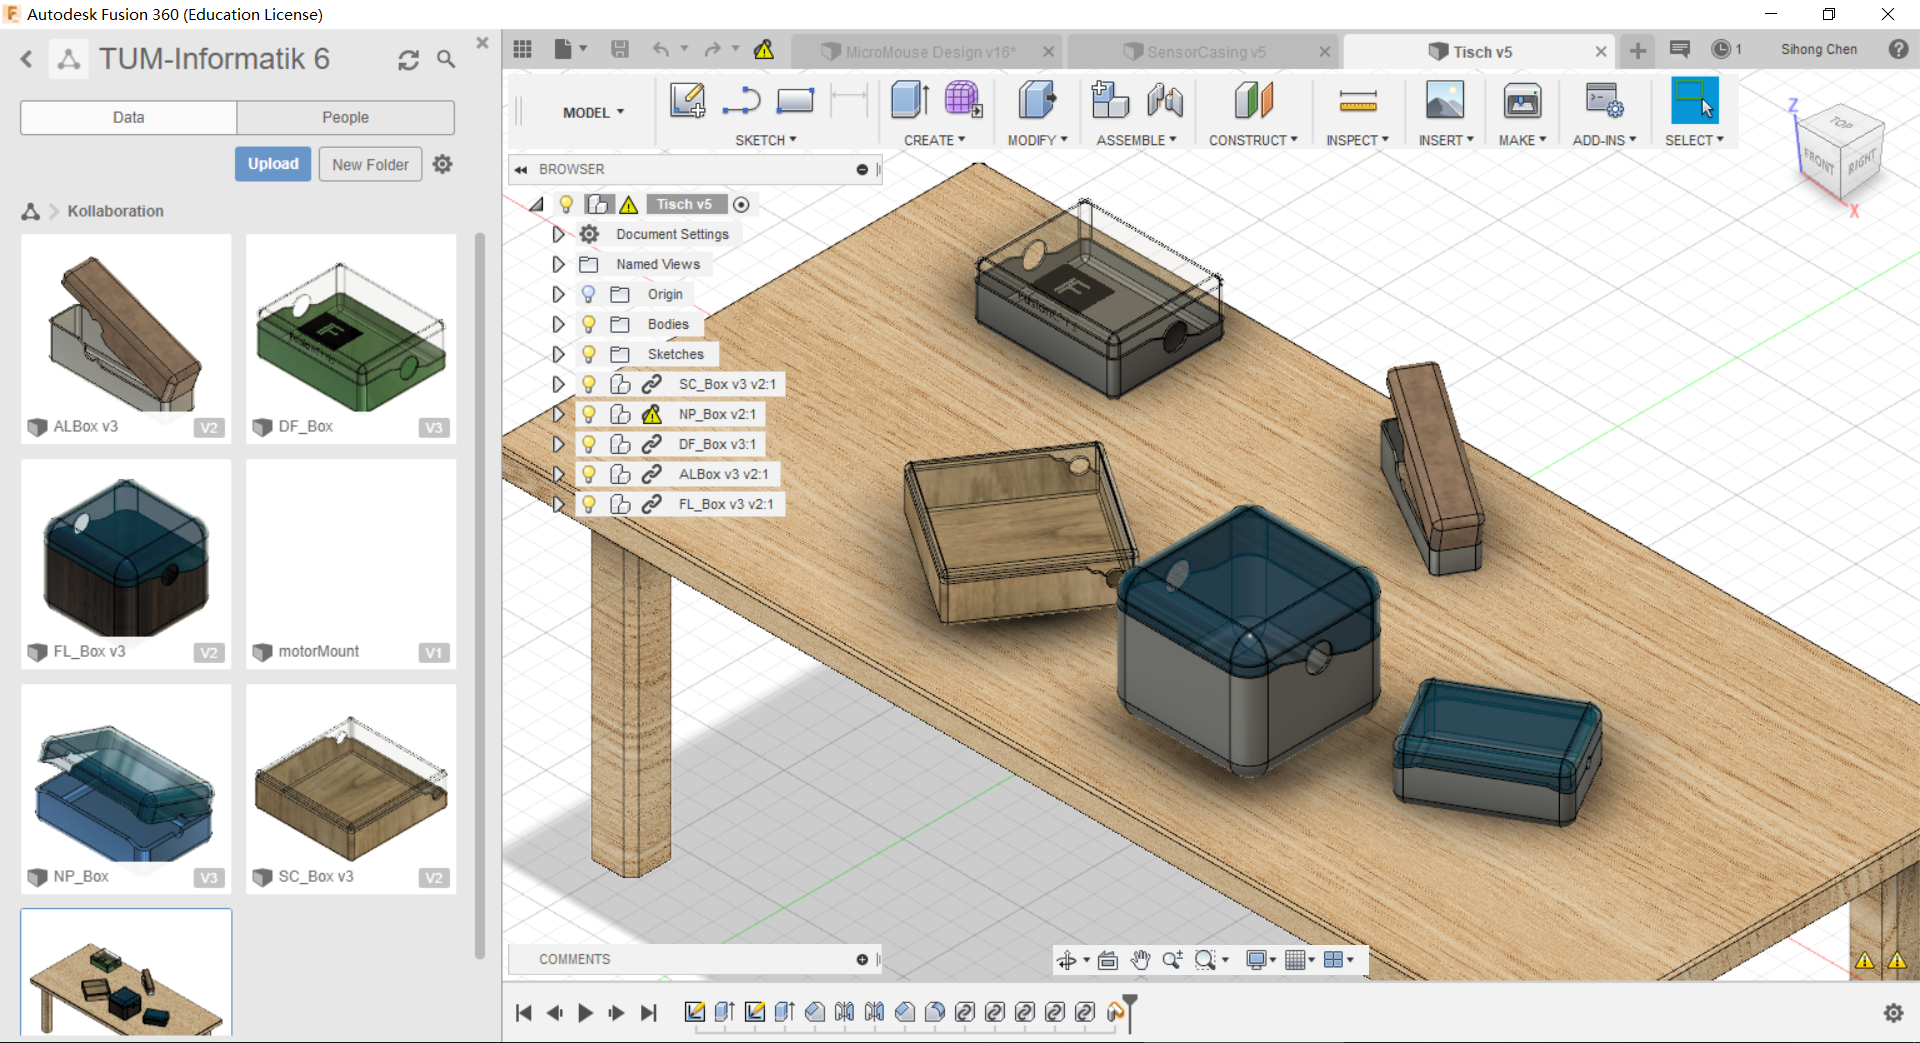 Autodesk Fusion 360 (Education License)
TUM-Informatik 6
MicroMouse Design v16*
SensorCasing v5
Tisch v5
1
Sihong Chen
Data
People
Upload
New Folder
Kollaboration
ALBox v3
V2
DF_Box
V3
FL_Box v3
V2
motorMount
V1
NP_Box
V3
SC_Box v3
V2
MODEL
SKETCH
CREATE
MODIFY
ASSEMBLE
CONSTRUCT
INSPECT
INSERT
MAKE
ADD-INS
SELECT
BROWSER
Tisch v5
Document Settings
Named Views
Origin
Bodies
Sketches
SC_Box v3 v2:1
NP_Box v2:1
DF_Box v3:1
ALBox v3 v2:1
FL_Box v3 v2:1
Z
TOP
FRONT
RIGHT
X
COMMENTS